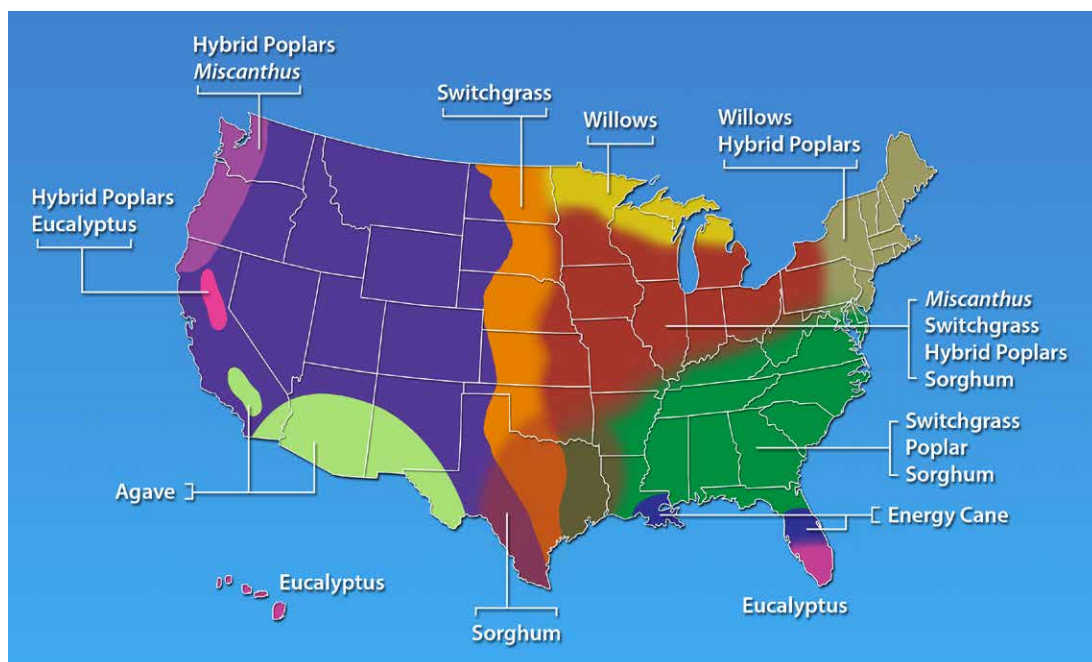 Hybrid Poplars
Miscanthus
Switchgrass
Willows
Willows
Hybrid Poplars
Hybrid Poplars
Eucalyptus
Miscanthus
Switchgrass
Hybrid Poplars
Sorghum
Switchgrass
Poplar
Sorghum
Agave
Energy Cane
Eucalyptus
Eucalyptus
Sorghum